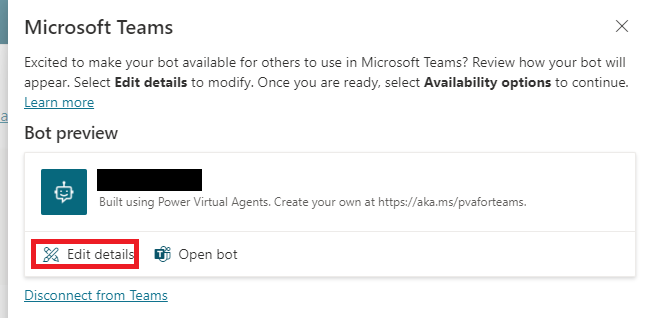 Microsoft Teams
Excited to make your bot available for others to use in Microsoft Teams? Review how your bot will
appear. Select Edit details to modify. Once you are ready, select Availability options to continue.
Learn more
Bot preview
Built using Power Virtual Agents. Create your own at https://aka.ms/pvaforteams.
Edit details
Open bot
Disconnect from Teams